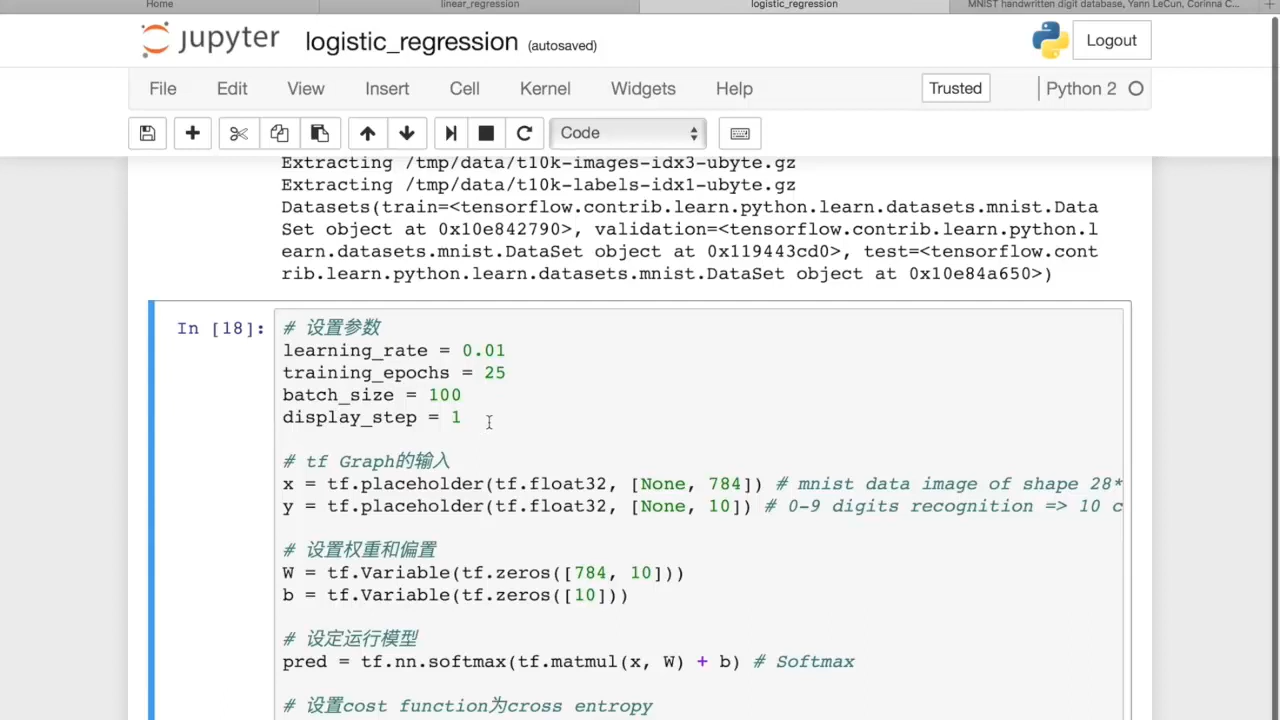 Home
linear_regression
logistic_regression
MNIST handwritten digit database, Yann LeCun, Corinna C...
jupyter logistic_regression (autosaved)
Logout
File Edit View Insert Cell Kernel Widgets Help
Trusted
Python 2
Code
Extracting /tmp/data/t10k-images-idx3-ubyte.gz
Extracting /tmp/data/t10k-labels-idx1-ubyte.gz
Datasets(train=<tensorflow.contrib.learn.python.learn.datasets.mnist.Data
Set object at 0x10e842790>, validation=<tensorflow.contrib.learn.python.l
earn.datasets.mnist.DataSet object at 0x119443cd0>, test=<tensorflow.cont
rib.learn.python.learn.datasets.mnist.DataSet object at 0x10e84a650>)
In [18]:
# 设置参数
learning_rate = 0.01
training_epochs = 25
batch_size = 100
display_step = 1
# tf Graph的输入
x = tf.placeholder(tf.float32, [None, 784]) # mnist data image of shape 28*
y = tf.placeholder(tf.float32, [None, 10]) # 0-9 digits recognition => 10 c
# 设置权重和偏置
W = tf.Variable(tf.zeros([784, 10]))
b = tf.Variable(tf.zeros([10]))
# 设定运行模型
pred = tf.nn.softmax(tf.matmul(x, W) + b) # Softmax
# 设置cost function为cross entropy